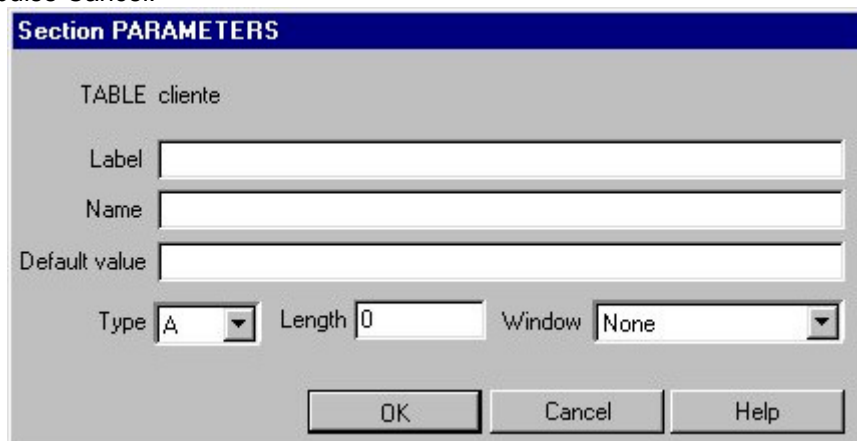 Section PARAMETERS
TABLE cliente
Label
Name
Default value
Type A Length 0 Window None
OK Cancel Help